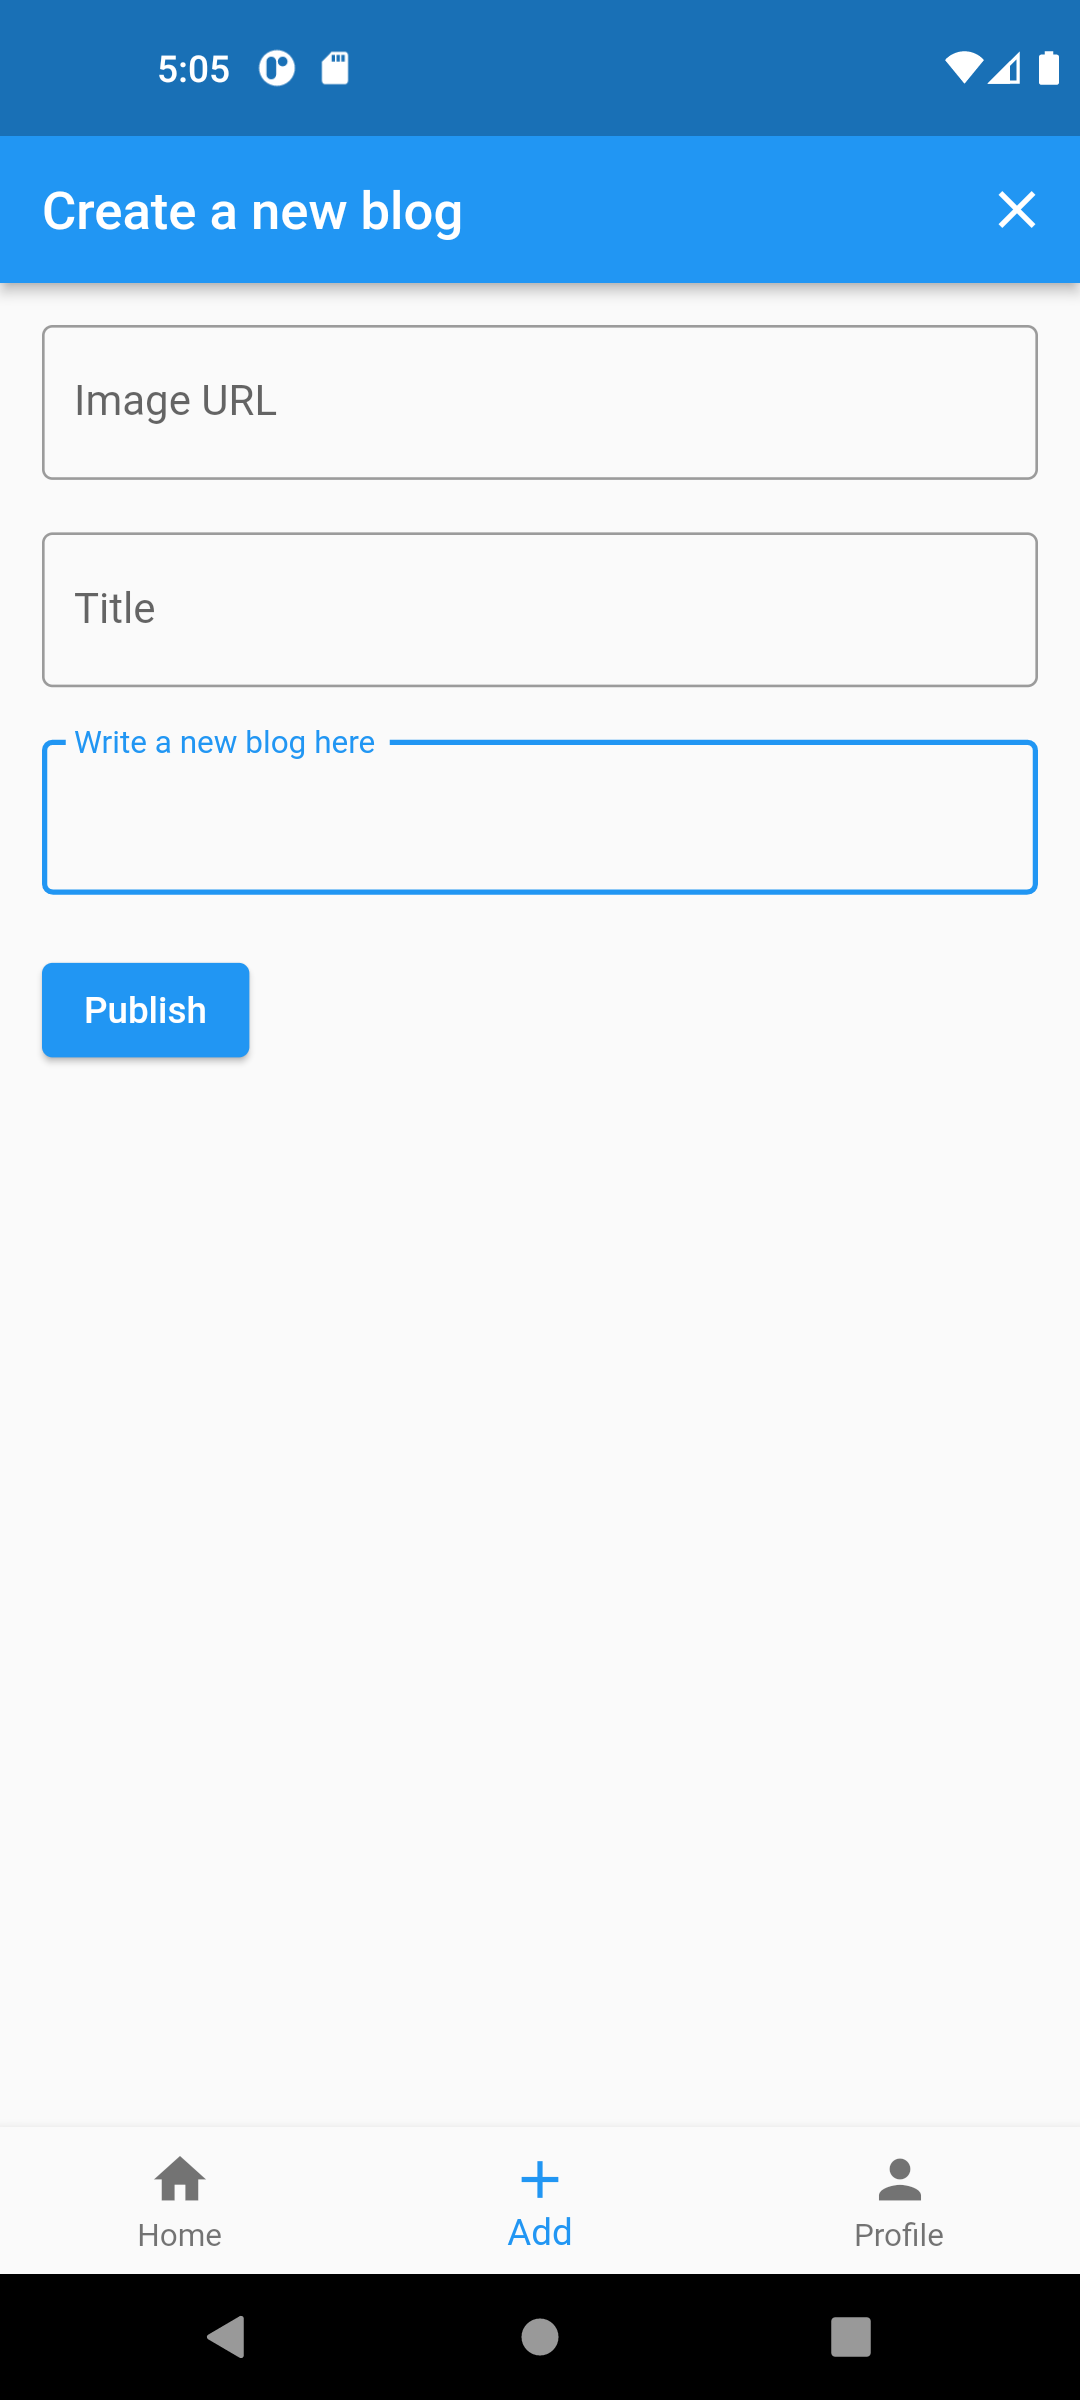 5:05
Create a new blog
Image URL
Title
Write a new blog here
Publish
Home
Add
Profile